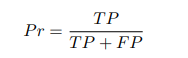 Pr = TP / (TP + FP)